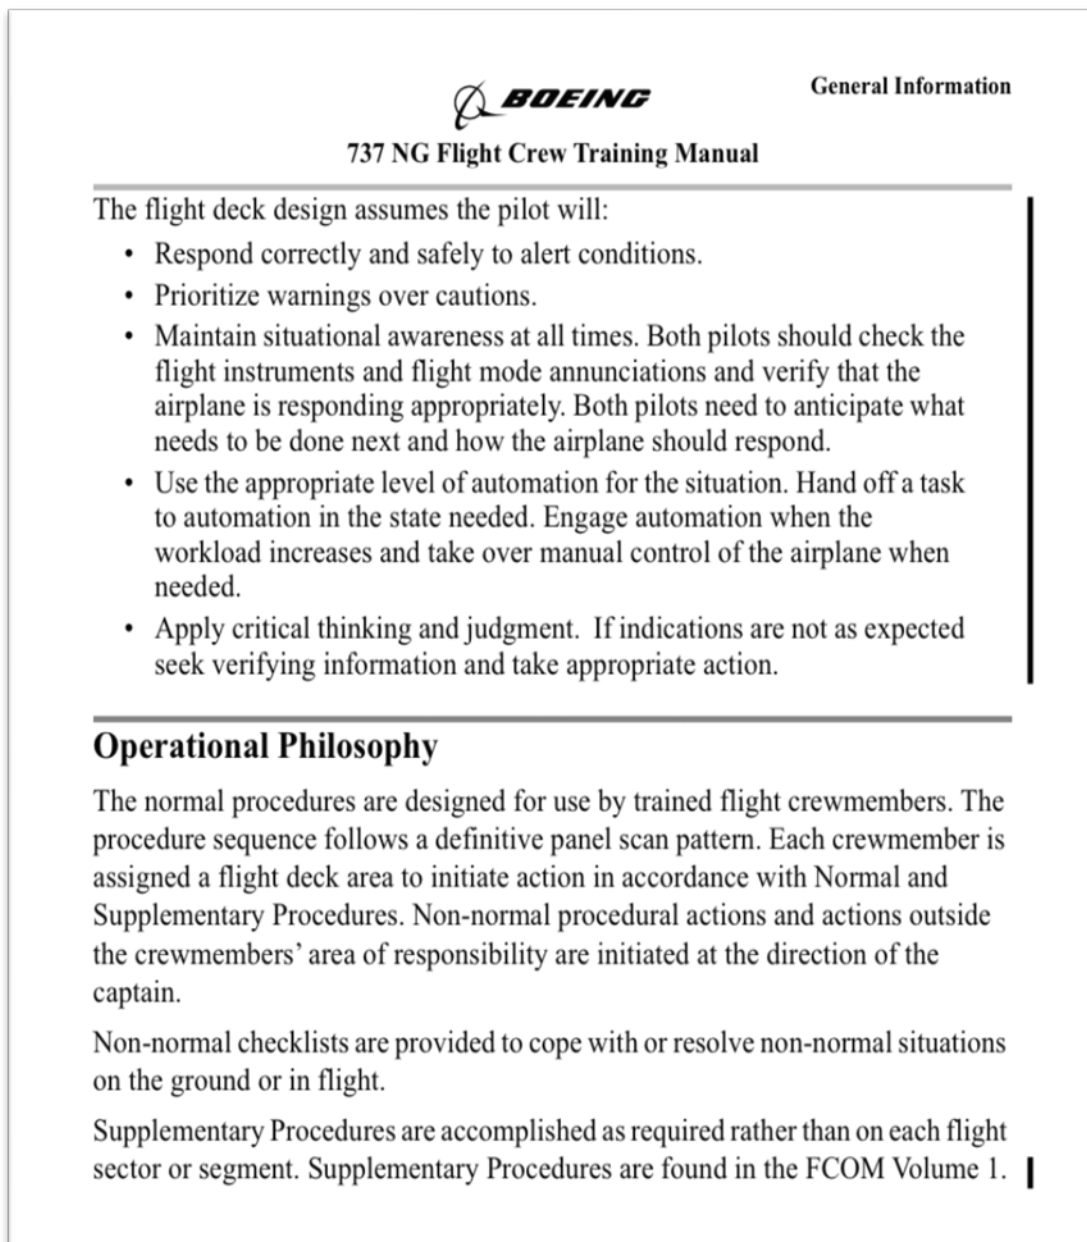 General Information
BOEING
737 NG Flight Crew Training Manual
The flight deck design assumes the pilot will:
• Respond correctly and safely to alert conditions.
• Prioritize warnings over cautions.
• Maintain situational awareness at all times. Both pilots should check the
flight instruments and flight mode annunciations and verify that the
airplane is responding appropriately. Both pilots need to anticipate what
needs to be done next and how the airplane should respond.
• Use the appropriate level of automation for the situation. Hand off a task
to automation in the state needed. Engage automation when the
workload increases and take over manual control of the airplane when
needed.
• Apply critical thinking and judgment. If indications are not as expected
seek verifying information and take appropriate action.
Operational Philosophy
The normal procedures are designed for use by trained flight crewmembers. The
procedure sequence follows a definitive panel scan pattern. Each crewmember is
assigned a flight deck area to initiate action in accordance with Normal and
Supplementary Procedures. Non-normal procedural actions and actions outside
the crewmembers' area of responsibility are initiated at the direction of the
captain.
Non-normal checklists are provided to cope with or resolve non-normal situations
on the ground or in flight.
Supplementary Procedures are accomplished as required rather than on each flight
sector or segment. Supplementary Procedures are found in the FCOM Volume 1.